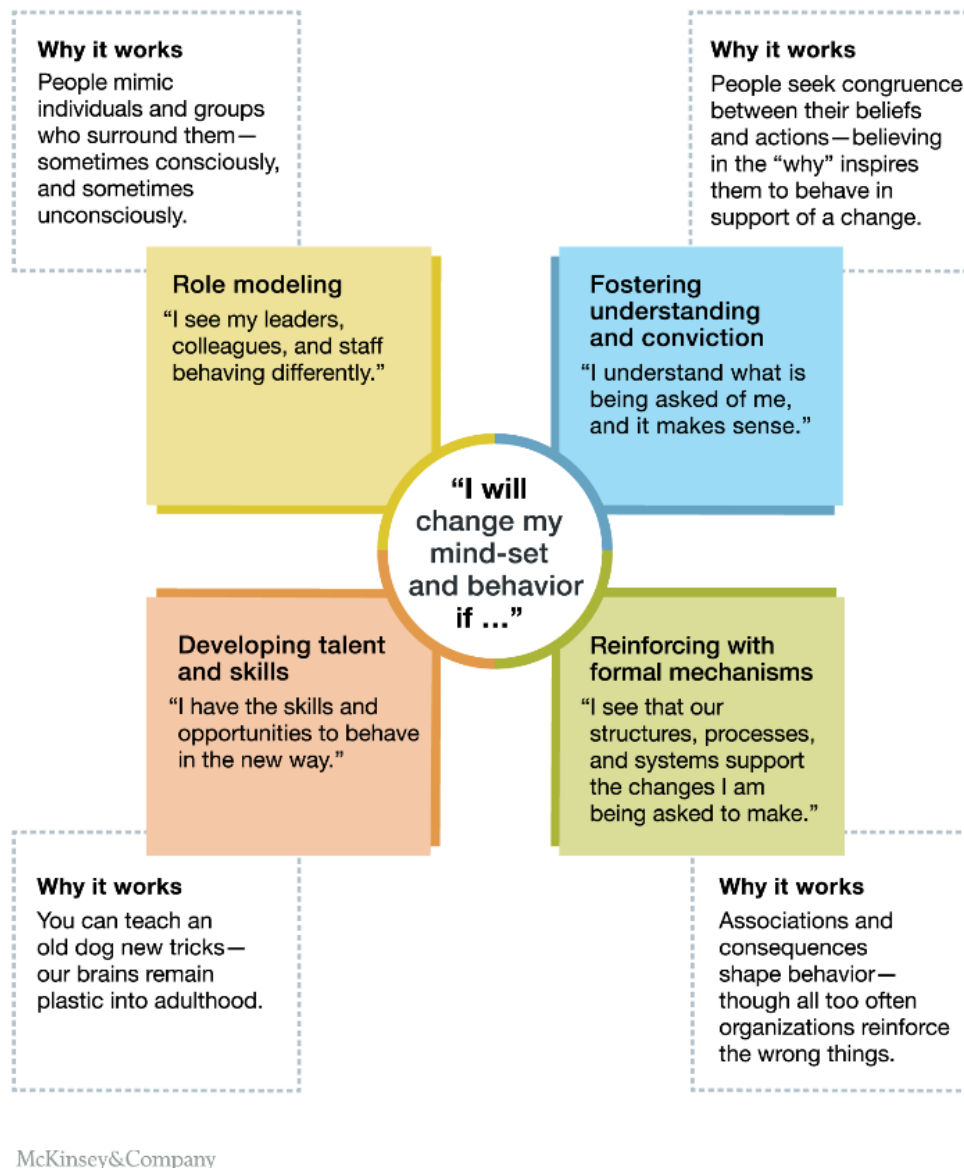 Why it works
People mimic
individuals and groups
who surround them—
sometimes consciously,
and sometimes
unconsciously.
Why it works
People seek congruence
between their beliefs
and actions—believing
in the “why” inspires
them to behave in
support of a change.
Role modeling
“I see my leaders,
colleagues, and staff
behaving differently.”
Fostering
understanding
and conviction
“I understand what is
being asked of me,
and it makes sense.”
“I will
change my
mind-set
and behavior
if ...”
Developing talent
and skills
“I have the skills and
opportunities to behave
in the new way.”
Reinforcing with
formal mechanisms
“I see that our
structures, processes,
and systems support
the changes I am
being asked to make.”
Why it works
You can teach an
old dog new tricks—
our brains remain
plastic into adulthood.
Why it works
Associations and
consequences
shape behavior—
though all too often
organizations reinforce
the wrong things.
McKinsey&Company